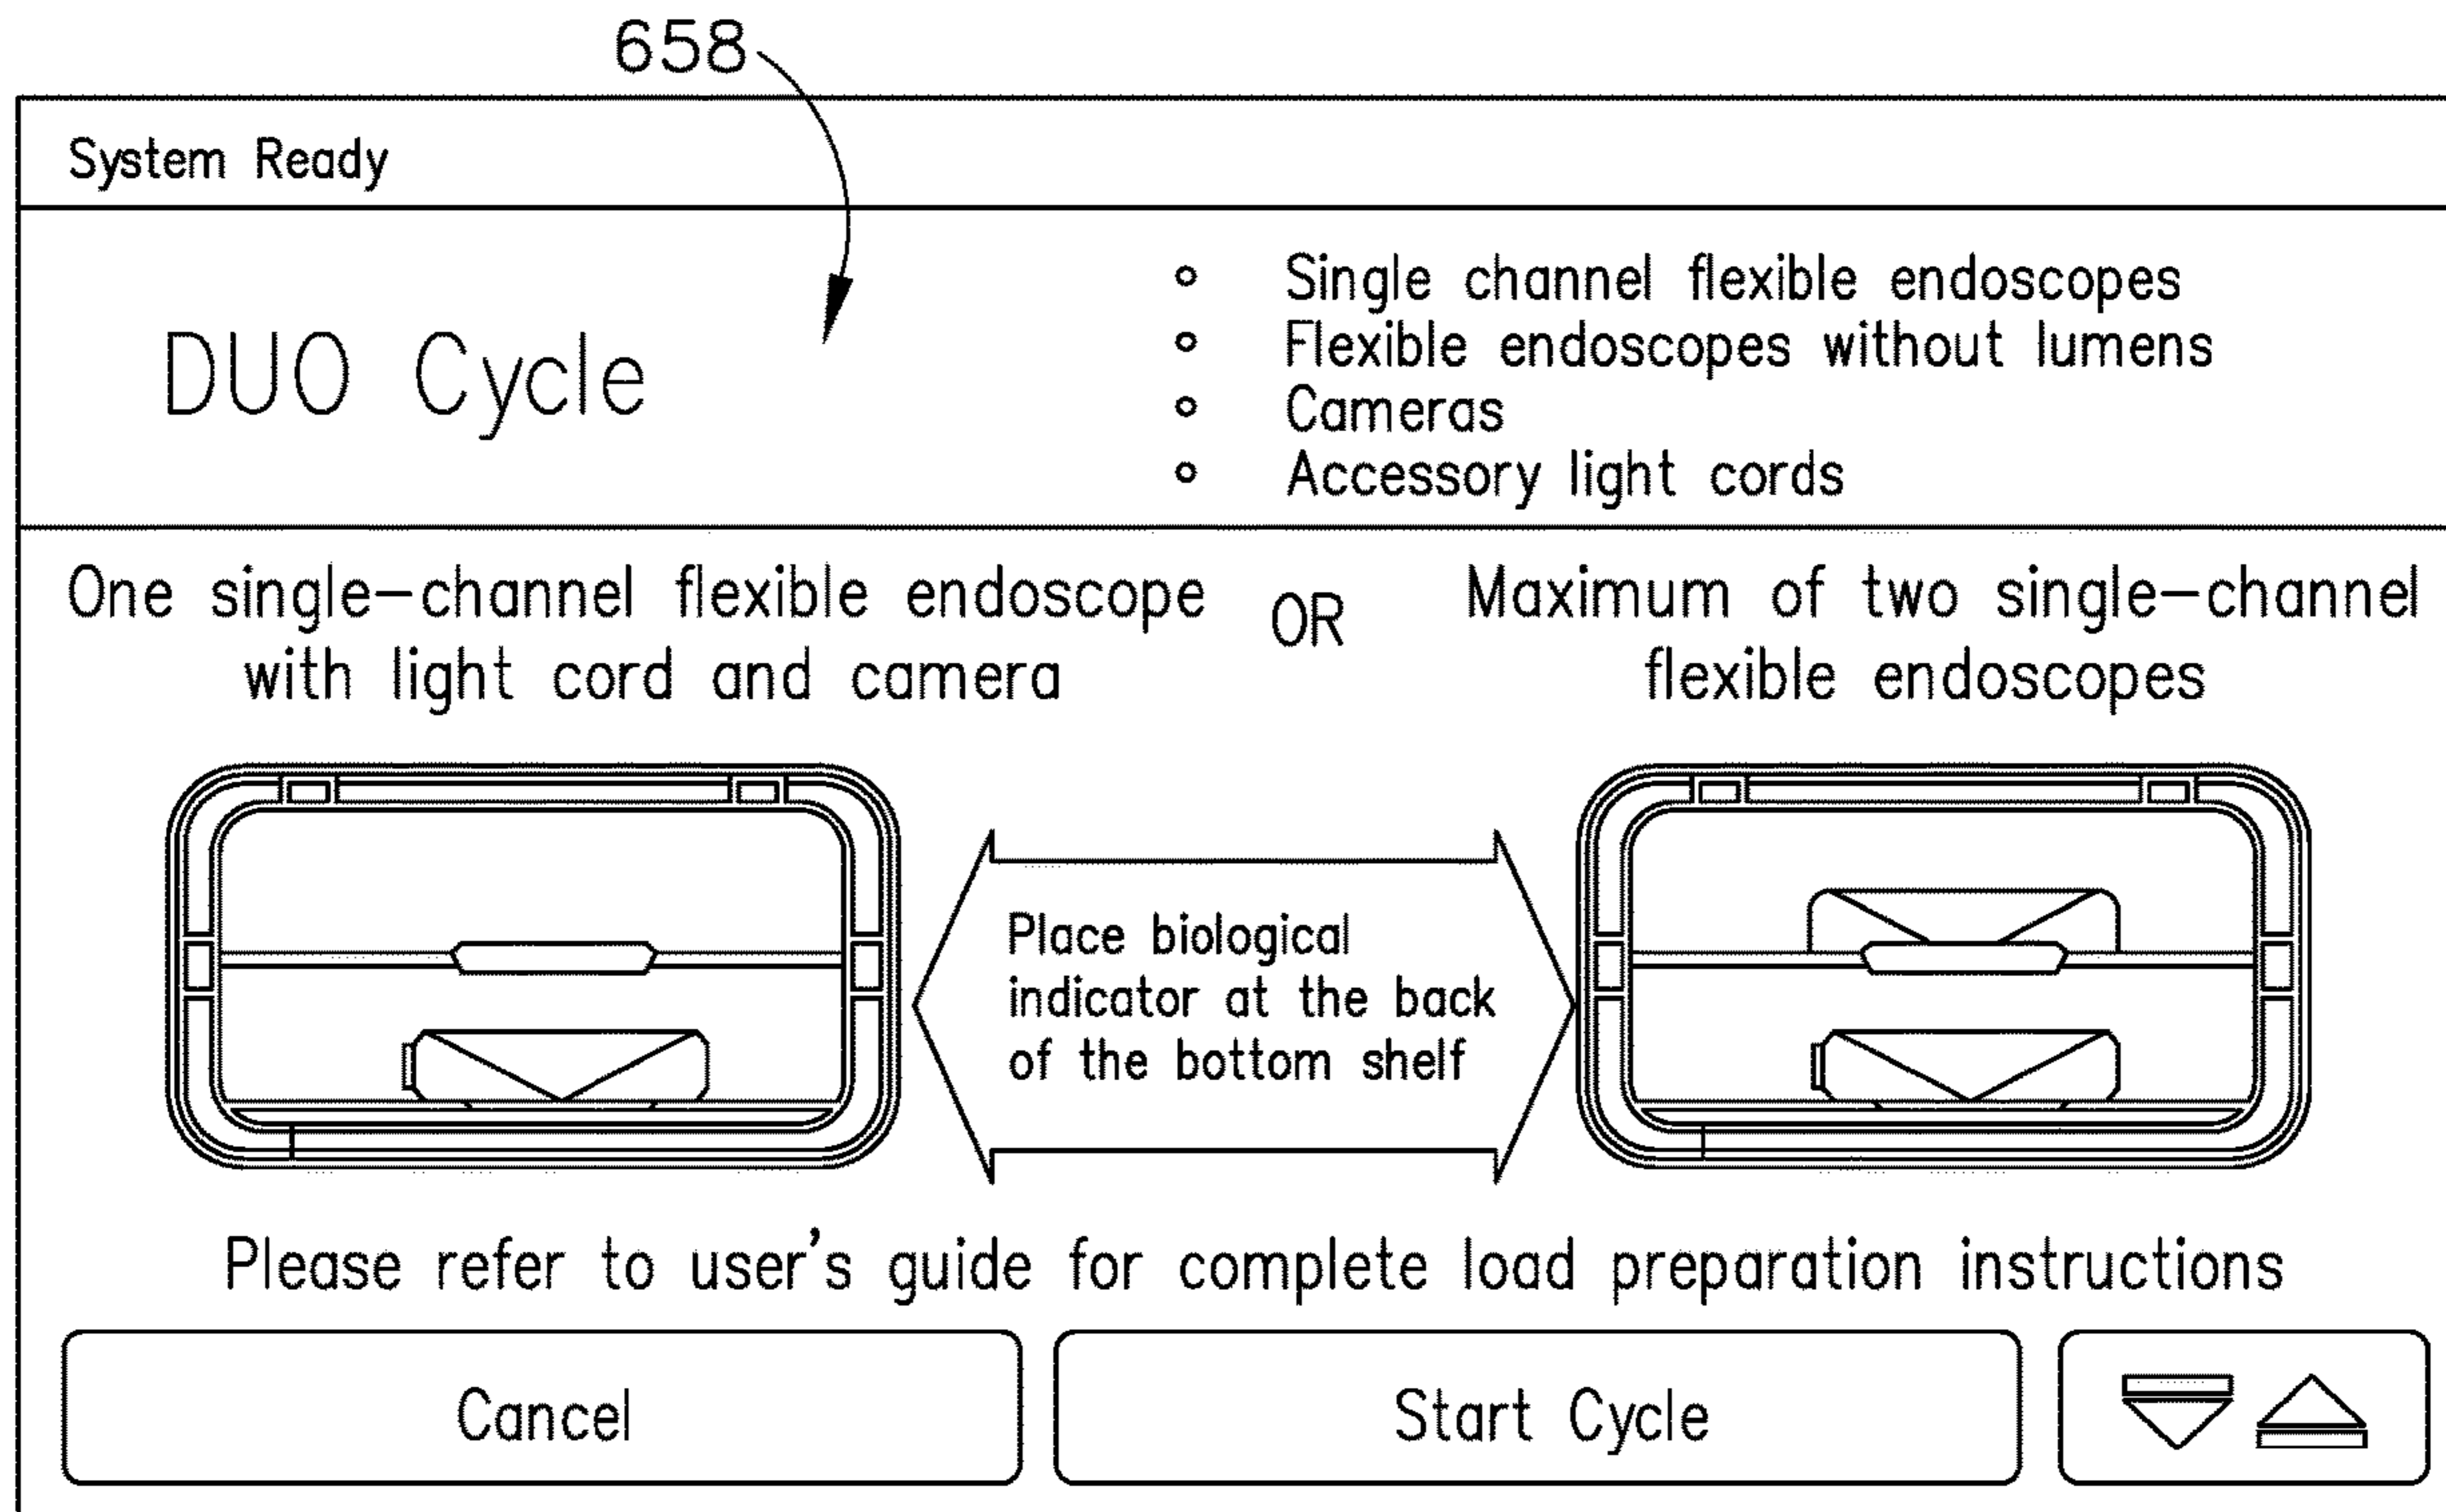 658
System Ready
DUO Cycle
Single channel flexible endoscopes
Flexible endoscopes without lumens
Cameras
Accessory light cords
One single-channel flexible endoscope
with light cord and camera
OR
Maximum of two single-channel
flexible endoscopes
Place biological
indicator at the back
of the bottom shelf
Please refer to user's guide for complete load preparation instructions
Cancel
Start Cycle